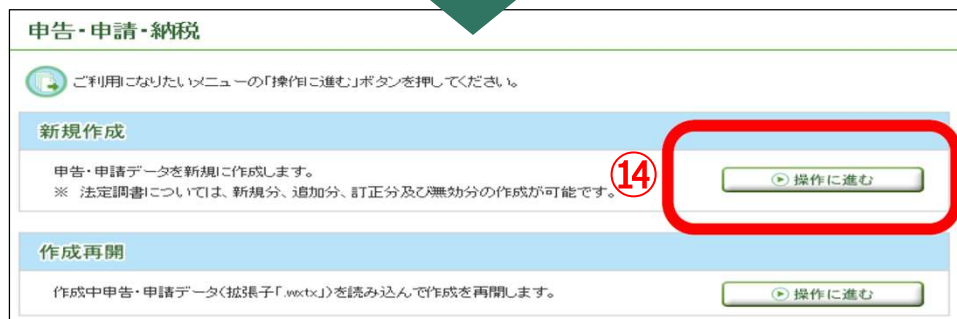 申告・申請・納税
ご利用になりたいメニューの「操作に進む」ボタンを押してください。
新規作成
申告・申請データを新規に作成します。
※ 法定調書については、新規分、追加分、訂正分及び無効分の作成が可能です。
⑭
操作に進む
作成再開
作成中申告・申請データ(拡張子「.wxtx」)を読み込んで作成を再開します。
操作に進む